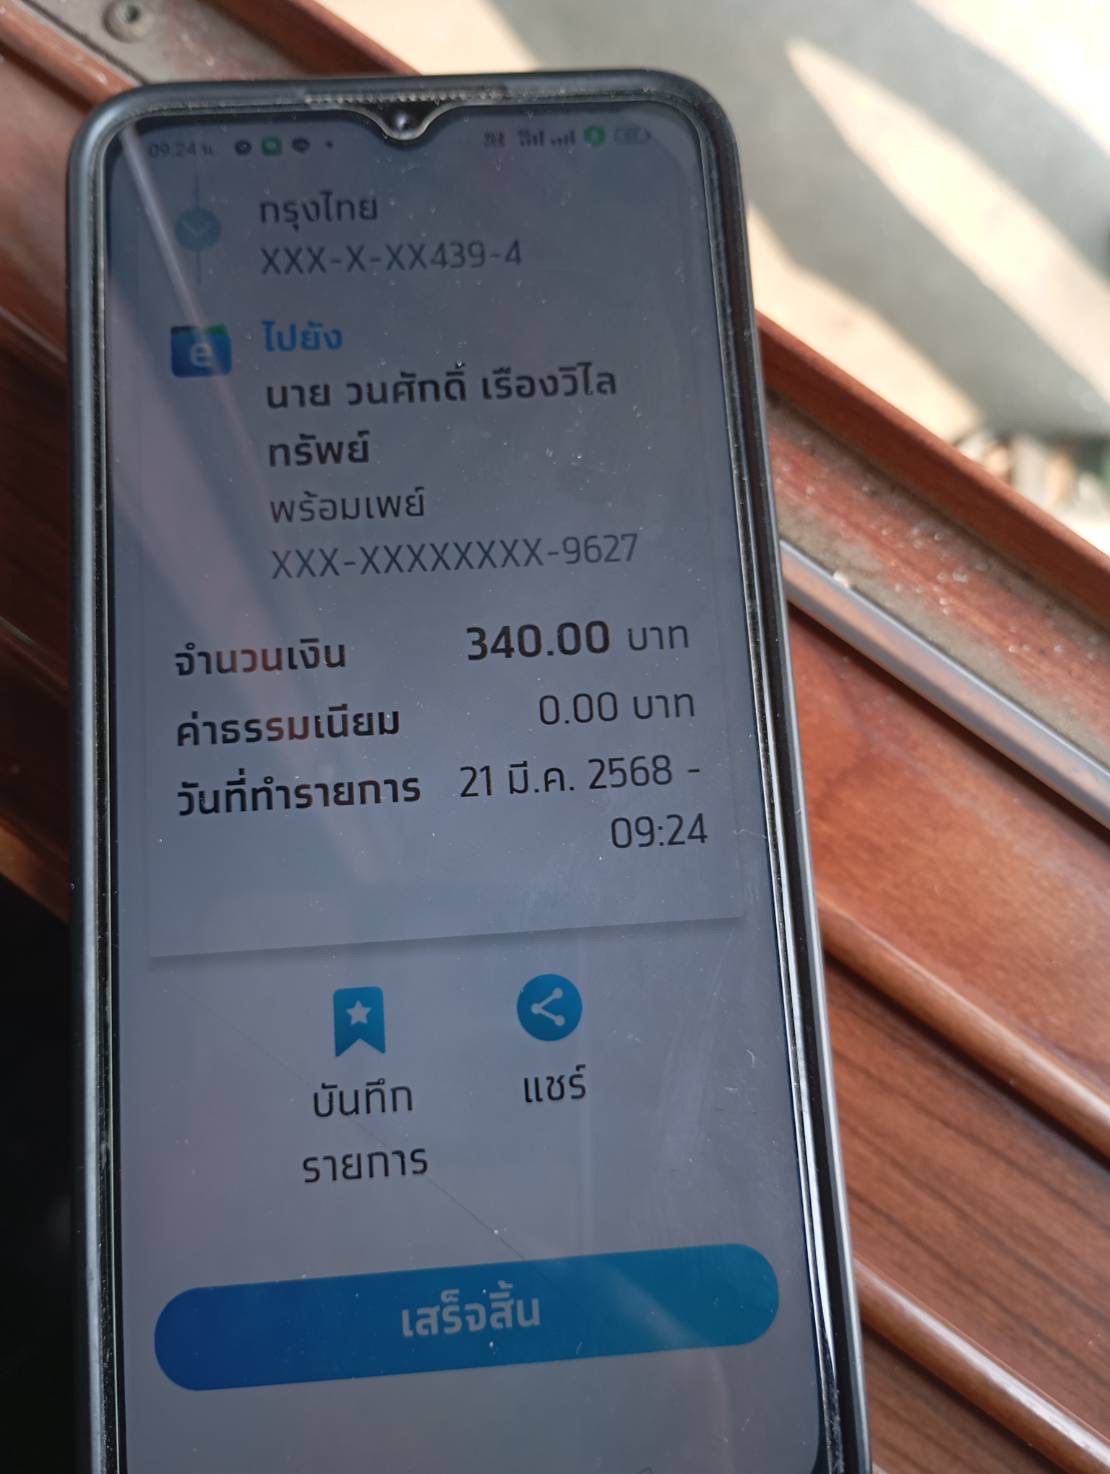 09:24 น.
กรุงไทย
XXX-X-XX439-4
e
ไปยัง
นาย วนศักดิ์ เรืองวิไล
ทรัพย์
พร้อมเพย์
XXX-XXXXXXXX-9627
จำนวนเงิน 340.00 บาท
ค่าธรรมเนียม 0.00 บาท
วันที่ทำรายการ 21 มี.ค. 2568 -
09:24
บันทึก แชร์
รายการ
เสร็จสิ้น